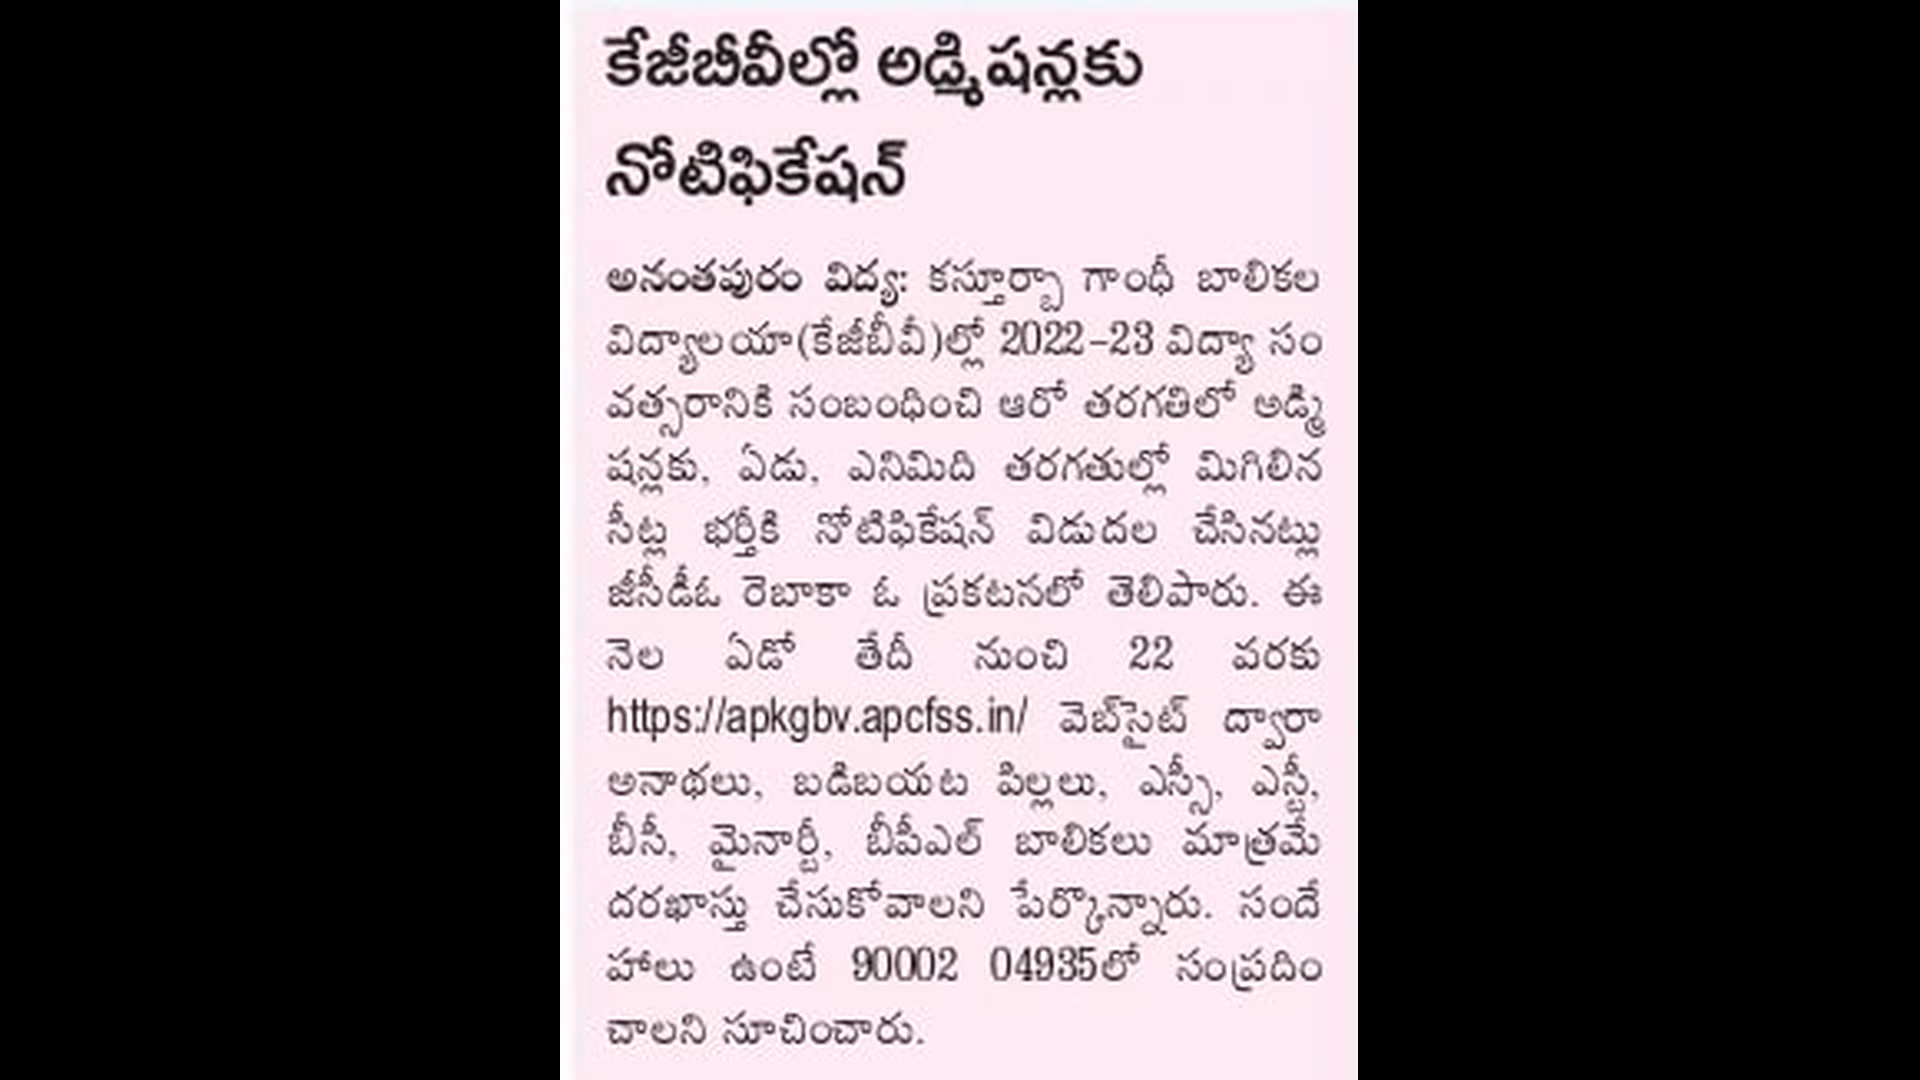 కేజీబీవీల్లో అడ్మిషన్లకు
నోటిఫికేషన్
అనంతపురం విద్య: కస్తూర్బా గాంధీ బాలికల
విద్యాలయా(కేజీబీవీ)ల్లో 2022-23 విద్యా సం
వత్సరానికి సంబంధించి ఆరో తరగతిలో అడ్మి
షన్లకు, ఏడు, ఎనిమిది తరగతుల్లో మిగిలిన
సీట్ల భర్తీకి నోటిఫికేషన్ విడుదల చేసినట్లు
జీసీడీఓ రెబాకా ఓ ప్రకటనలో తెలిపారు. ఈ
నెల ఏడో తేదీ నుంచి 22 వరకు
https://apkgbv.apcfss.in/ వెబ్‌సైట్ ద్వారా
అనాథలు, బడిబయట పిల్లలు, ఎస్సీ, ఎస్టీ,
బీసీ, మైనార్టీ, బీపీఎల్ బాలికలు మాత్రమే
దరఖాస్తు చేసుకోవాలని పేర్కొన్నారు. సందే
హాలు ఉంటే 90002 04935లో సంప్రదిం
చాలని సూచించారు.